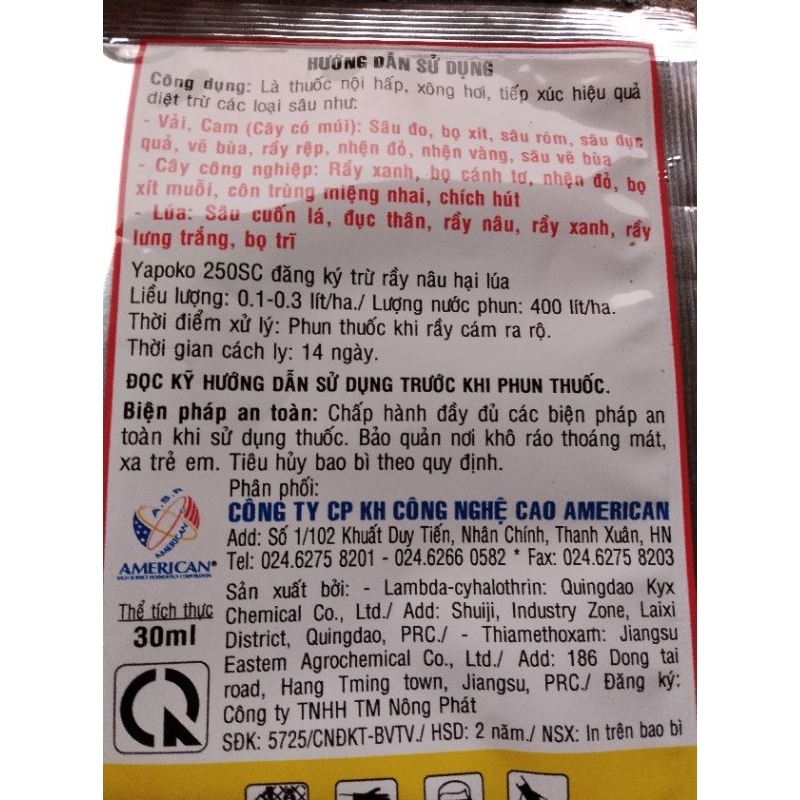 HƯỚNG DẪN SỬ DỤNG
Công dụng: Là thuốc nội hấp, xông hơi, tiếp xúc hiệu quả
diệt trừ các loại sâu như:
- Vải, Cam (Cây có múi): Sâu đo, bọ xít, sâu róm, sâu đục
quả, vẽ bùa, rầy rệp, nhện đỏ, nhện vàng, sâu vẽ bùa
- Cây công nghiệp: Rầy xanh, bọ cánh tơ, nhện đỏ, bọ
xít muỗi, côn trùng miệng nhai, chích hút
- Lúa: Sâu cuốn lá, đục thân, rầy nâu, rầy xanh, rầy
lưng trắng, bọ trĩ
Yapoko 250SC đăng ký trừ rầy nâu hại lúa
Liều lượng: 0.1-0.3 lít/ha./ Lượng nước phun: 400 lít/ha.
Thời điểm xử lý: Phun thuốc khi rầy cám ra rộ.
Thời gian cách ly: 14 ngày.
ĐỌC KỸ HƯỚNG DẪN SỬ DỤNG TRƯỚC KHI PHUN THUỐC.
Biện pháp an toàn: Chấp hành đầy đủ các biện pháp an
toàn khi sử dụng thuốc. Bảo quản nơi khô ráo thoáng mát,
xa trẻ em. Tiêu hủy bao bì theo quy định.
Phân phối:
CÔNG TY CP KH CÔNG NGHỆ CAO AMERICAN
Add: Số 1/102 Khuất Duy Tiến, Nhân Chính, Thanh Xuân, HN
Tel: 024.6275 8201 - 024.6266 0582 * Fax: 024.6275 8203
AMERICAN
AMERICAN®
Thể tích thực
30ml
Sản xuất bởi: - Lambda-cyhalothrin: Quingdao Kyx
Chemical Co., Ltd./ Add: Shuiji, Industry Zone, Laixi
District, Quingdao, PRC./ - Thiamethoxam: Jiangsu
Eastem Agrochemical Co., Ltd./ Add: 186 Dong tai
road, Hang Tming town, Jiangsu, PRC./ Đăng ký:
Công ty TNHH TM Nông Phát
SĐK: 5725/CNĐKT-BVTV./ HSD: 2 năm./ NSX: In trên bao bì